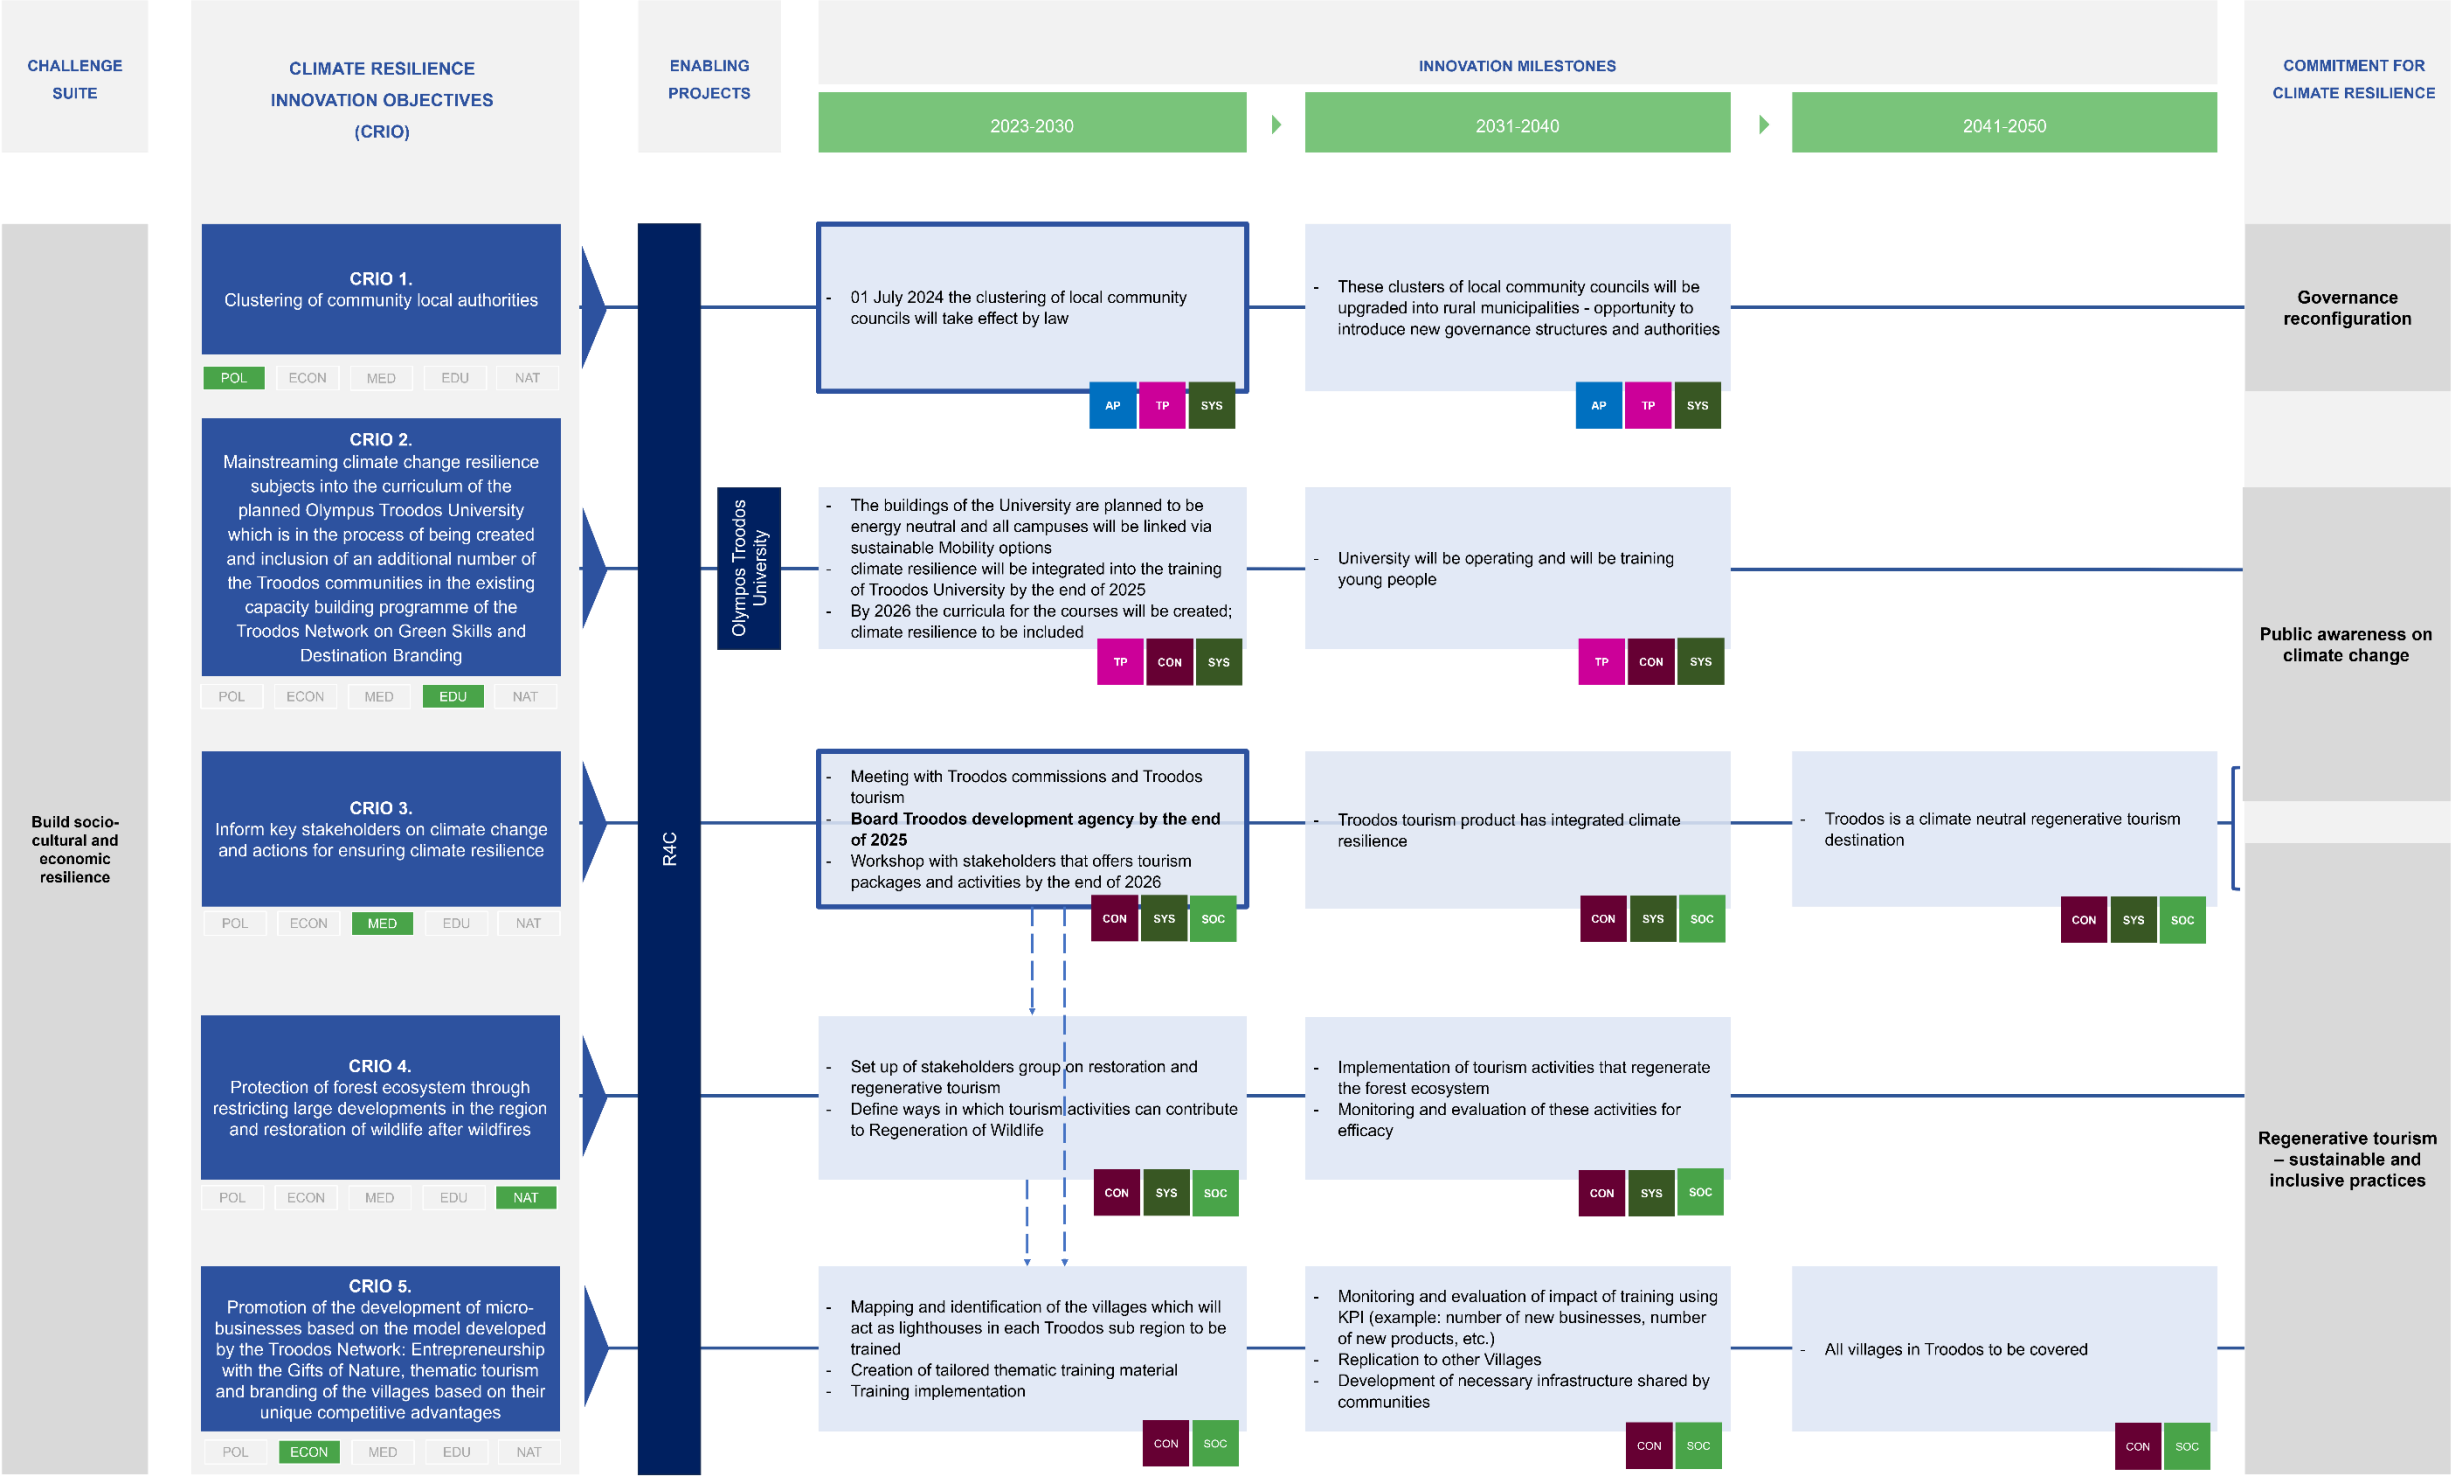 CHALLENGE
SUITE
CLIMATE RESILIENCE
INNOVATION OBJECTIVES
(CRIO)
ENABLING
PROJECTS
INNOVATION MILESTONES
COMMITMENT FOR
CLIMATE RESILIENCE
2023-2030
2031-2040
2041-2050
Build socio-
cultural and
economic
resilience
R4C
CRIO 1.
Clustering of community local authorities
POL ECON MED EDU NAT
- 01 July 2024 the clustering of local community
councils will take effect by law
AP TP SYS
- These clusters of local community councils will be
upgraded into rural municipalities - opportunity to
introduce new governance structures and authorities
AP TP SYS
Governance
reconfiguration
CRIO 2.
Mainstreaming climate change resilience
subjects into the curriculum of the
planned Olympus Troodos University
which is in the process of being created
and inclusion of an additional number of
the Troodos communities in the existing
capacity building programme of the
Troodos Network on Green Skills and
Destination Branding
POL ECON MED EDU NAT
Olympos Troodos
University
- The buildings of the University are planned to be
energy neutral and all campuses will be linked via
sustainable Mobility options
- climate resilience will be integrated into the training
of Troodos University by the end of 2025
- By 2026 the curricula for the courses will be created;
climate resilience to be included
TP CON SYS
- University will be operating and will be training
young people
TP CON SYS
Public awareness on
climate change
CRIO 3.
Inform key stakeholders on climate change
and actions for ensuring climate resilience
POL ECON MED EDU NAT
- Meeting with Troodos commissions and Troodos
tourism
- Board Troodos development agency by the end
of 2025
- Workshop with stakeholders that offers tourism
packages and activities by the end of 2026
CON SYS SOC
- Troodos tourism product has integrated climate
resilience
CON SYS SOC
- Troodos is a climate neutral regenerative tourism
destination
CON SYS SOC
CRIO 4.
Protection of forest ecosystem through
restricting large developments in the region
and restoration of wildlife after wildfires
POL ECON MED EDU NAT
- Set up of stakeholders group on restoration and
regenerative tourism
- Define ways in which tourism activities can contribute
to Regeneration of Wildlife
CON SYS SOC
- Implementation of tourism activities that regenerate
the forest ecosystem
- Monitoring and evaluation of these activities for
efficacy
CON SYS SOC
Regenerative tourism
– sustainable and
inclusive practices
CRIO 5.
Promotion of the development of micro-
businesses based on the model developed
by the Troodos Network: Entrepreneurship
with the Gifts of Nature, thematic tourism
and branding of the villages based on their
unique competitive advantages
POL ECON MED EDU NAT
- Mapping and identification of the villages which will
act as lighthouses in each Troodos sub region to be
trained
- Creation of tailored thematic training material
- Training implementation
CON SOC
- Monitoring and evaluation of impact of training using
KPI (example: number of new businesses, number
of new products, etc.)
- Replication to other Villages
- Development of necessary infrastructure shared by
communities
CON SOC
- All villages in Troodos to be covered
CON SOC